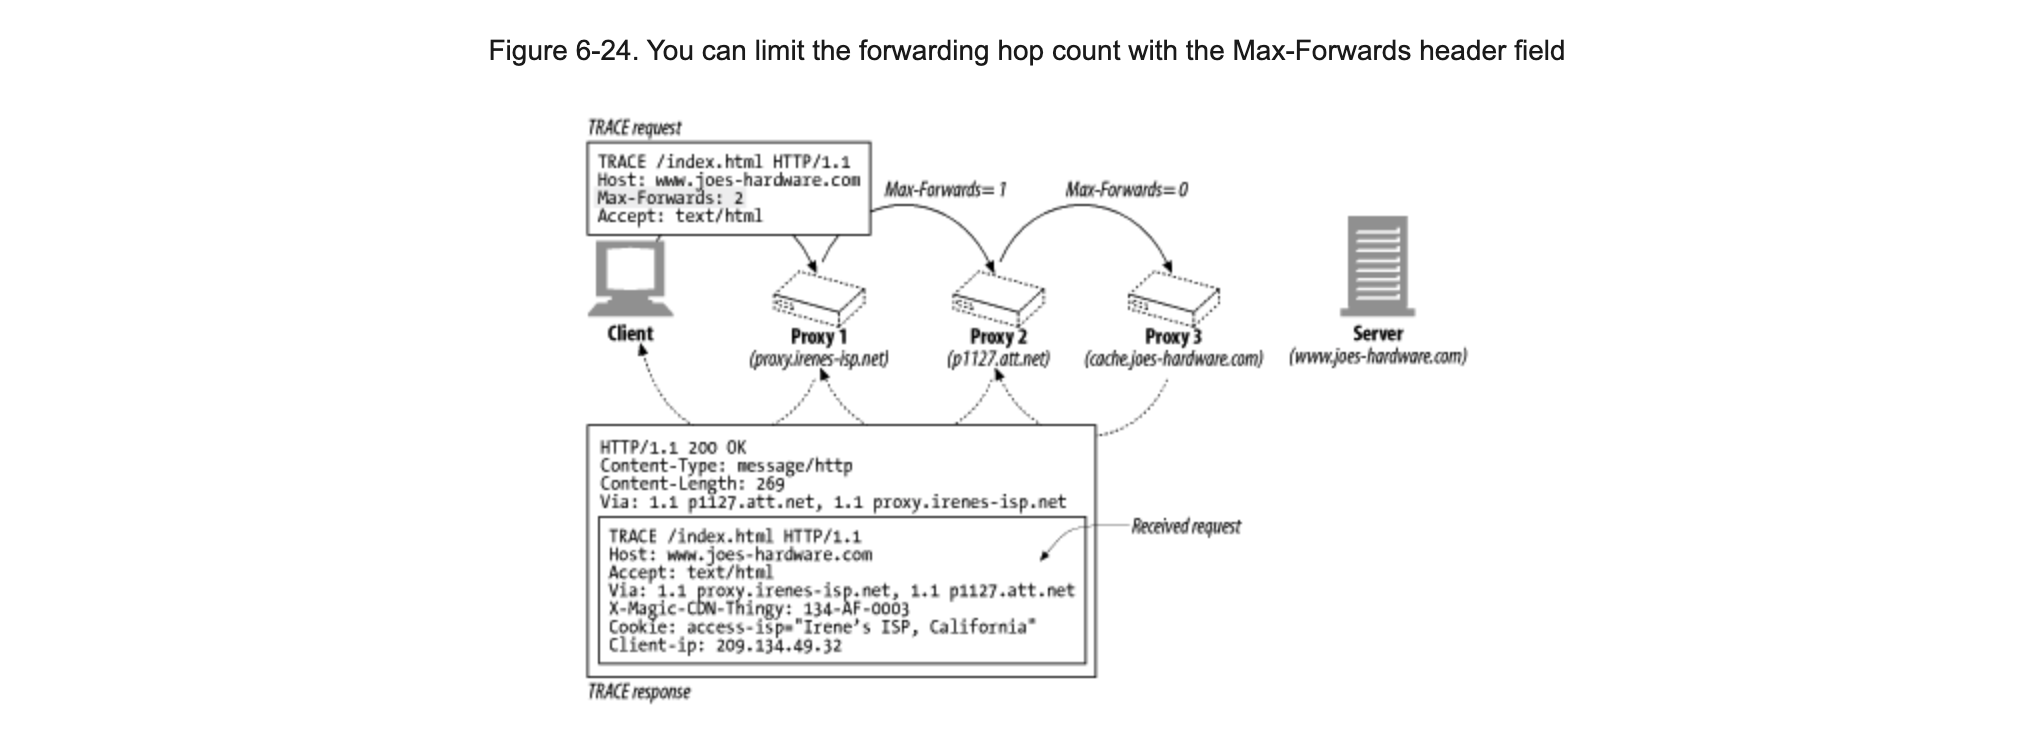 Figure 6-24. You can limit the forwarding hop count with the Max-Forwards header field
TRACE request
TRACE /index.html HTTP/1.1
Host: www.joes-hardware.com
Max-Forwards: 2
Accept: text/html
Max-Forwards=1
Max-Forwards=0
Client
Proxy 1
(proxy.irenes-isp.net)
Proxy 2
(p1127.att.net)
Proxy 3
(cache.joes-hardware.com)
Server
(www.joes-hardware.com)
HTTP/1.1 200 OK
Content-Type: message/http
Content-Length: 269
Via: 1.1 p1127.att.net, 1.1 proxy.irenes-isp.net
TRACE /index.html HTTP/1.1
Host: www.joes-hardware.com
Accept: text/html
Via: 1.1 proxy.irenes-isp.net, 1.1 p1127.att.net
X-Magic-CDN-Thingy: 134-AF-0003
Cookie: access-isp="Irene's ISP, California"
Client-ip: 209.134.49.32
Received request
TRACE response